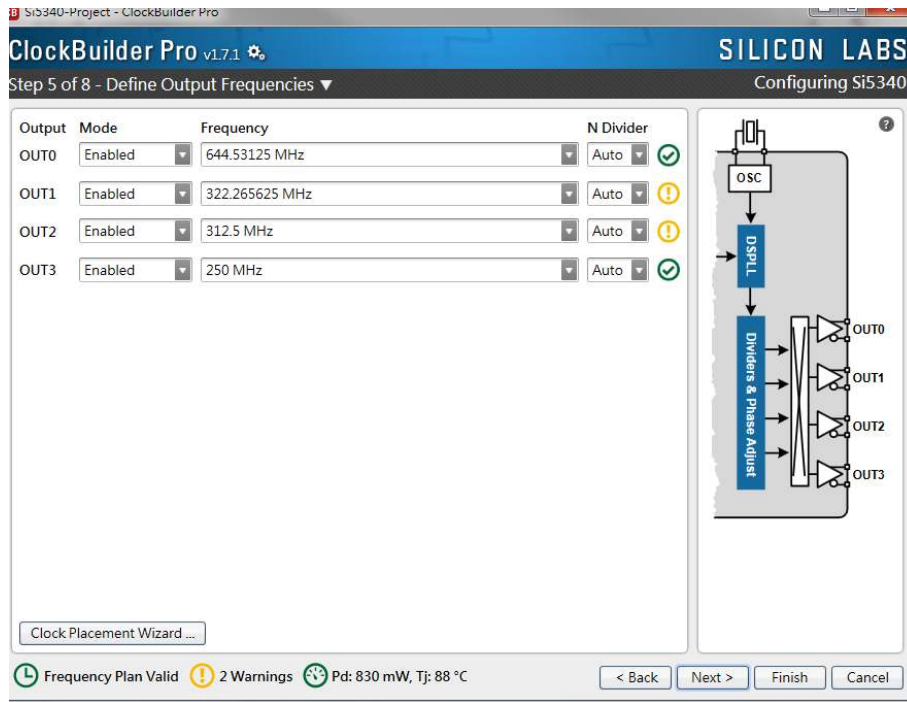 Si5340-Project - ClockBuilder Pro
ClockBuilder Pro v1.7.1
SILICON LABS
Step 5 of 8 - Define Output Frequencies ▼
Configuring Si5340
Output Mode Frequency N Divider
OUT0 Enabled 644.53125 MHz Auto
OUT1 Enabled 322.265625 MHz Auto
OUT2 Enabled 312.5 MHz Auto
OUT3 Enabled 250 MHz Auto
?
OSC
DSPLL
Dividers & Phase Adjust
OUT0
OUT1
OUT2
OUT3
Clock Placement Wizard ...
Frequency Plan Valid 2 Warnings Pd: 830 mW, Tj: 88 °C
< Back Next > Finish Cancel